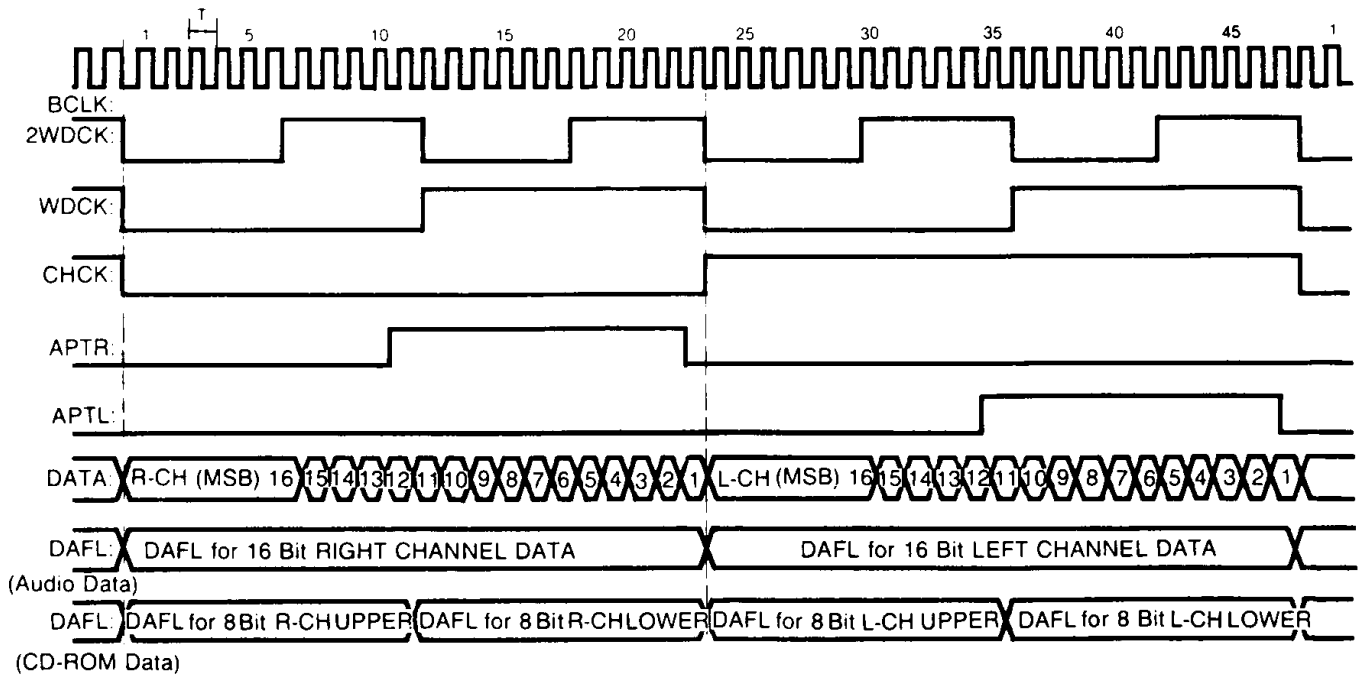 T
1 5 10 15 20 25 30 35 40 45 1
BCLK:
2WDCK:
WDCK:
CHCK:
APTR:
APTL:
DATA: R-CH (MSB) 16 15 14 13 12 11 10 9 8 7 6 5 4 3 2 1 L-CH (MSB) 16 15 14 13 12 11 10 9 8 7 6 5 4 3 2 1
DAFL: DAFL for 16 Bit RIGHT CHANNEL DATA DAFL for 16 Bit LEFT CHANNEL DATA
(Audio Data)
DAFL: DAFL for 8 Bit R-CH UPPER DAFL for 8 Bit R-CH LOWER DAFL for 8 Bit L-CH UPPER DAFL for 8 Bit L-CH LOWER
(CD-ROM Data)